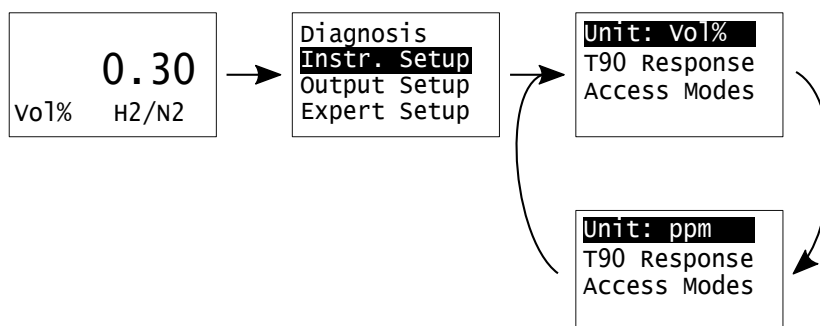 0.30
Vol% H2/N2
Diagnosis
Instr. Setup
Output Setup
Expert Setup
Unit: Vol%
T90 Response
Access Modes
Unit: ppm
T90 Response
Access Modes